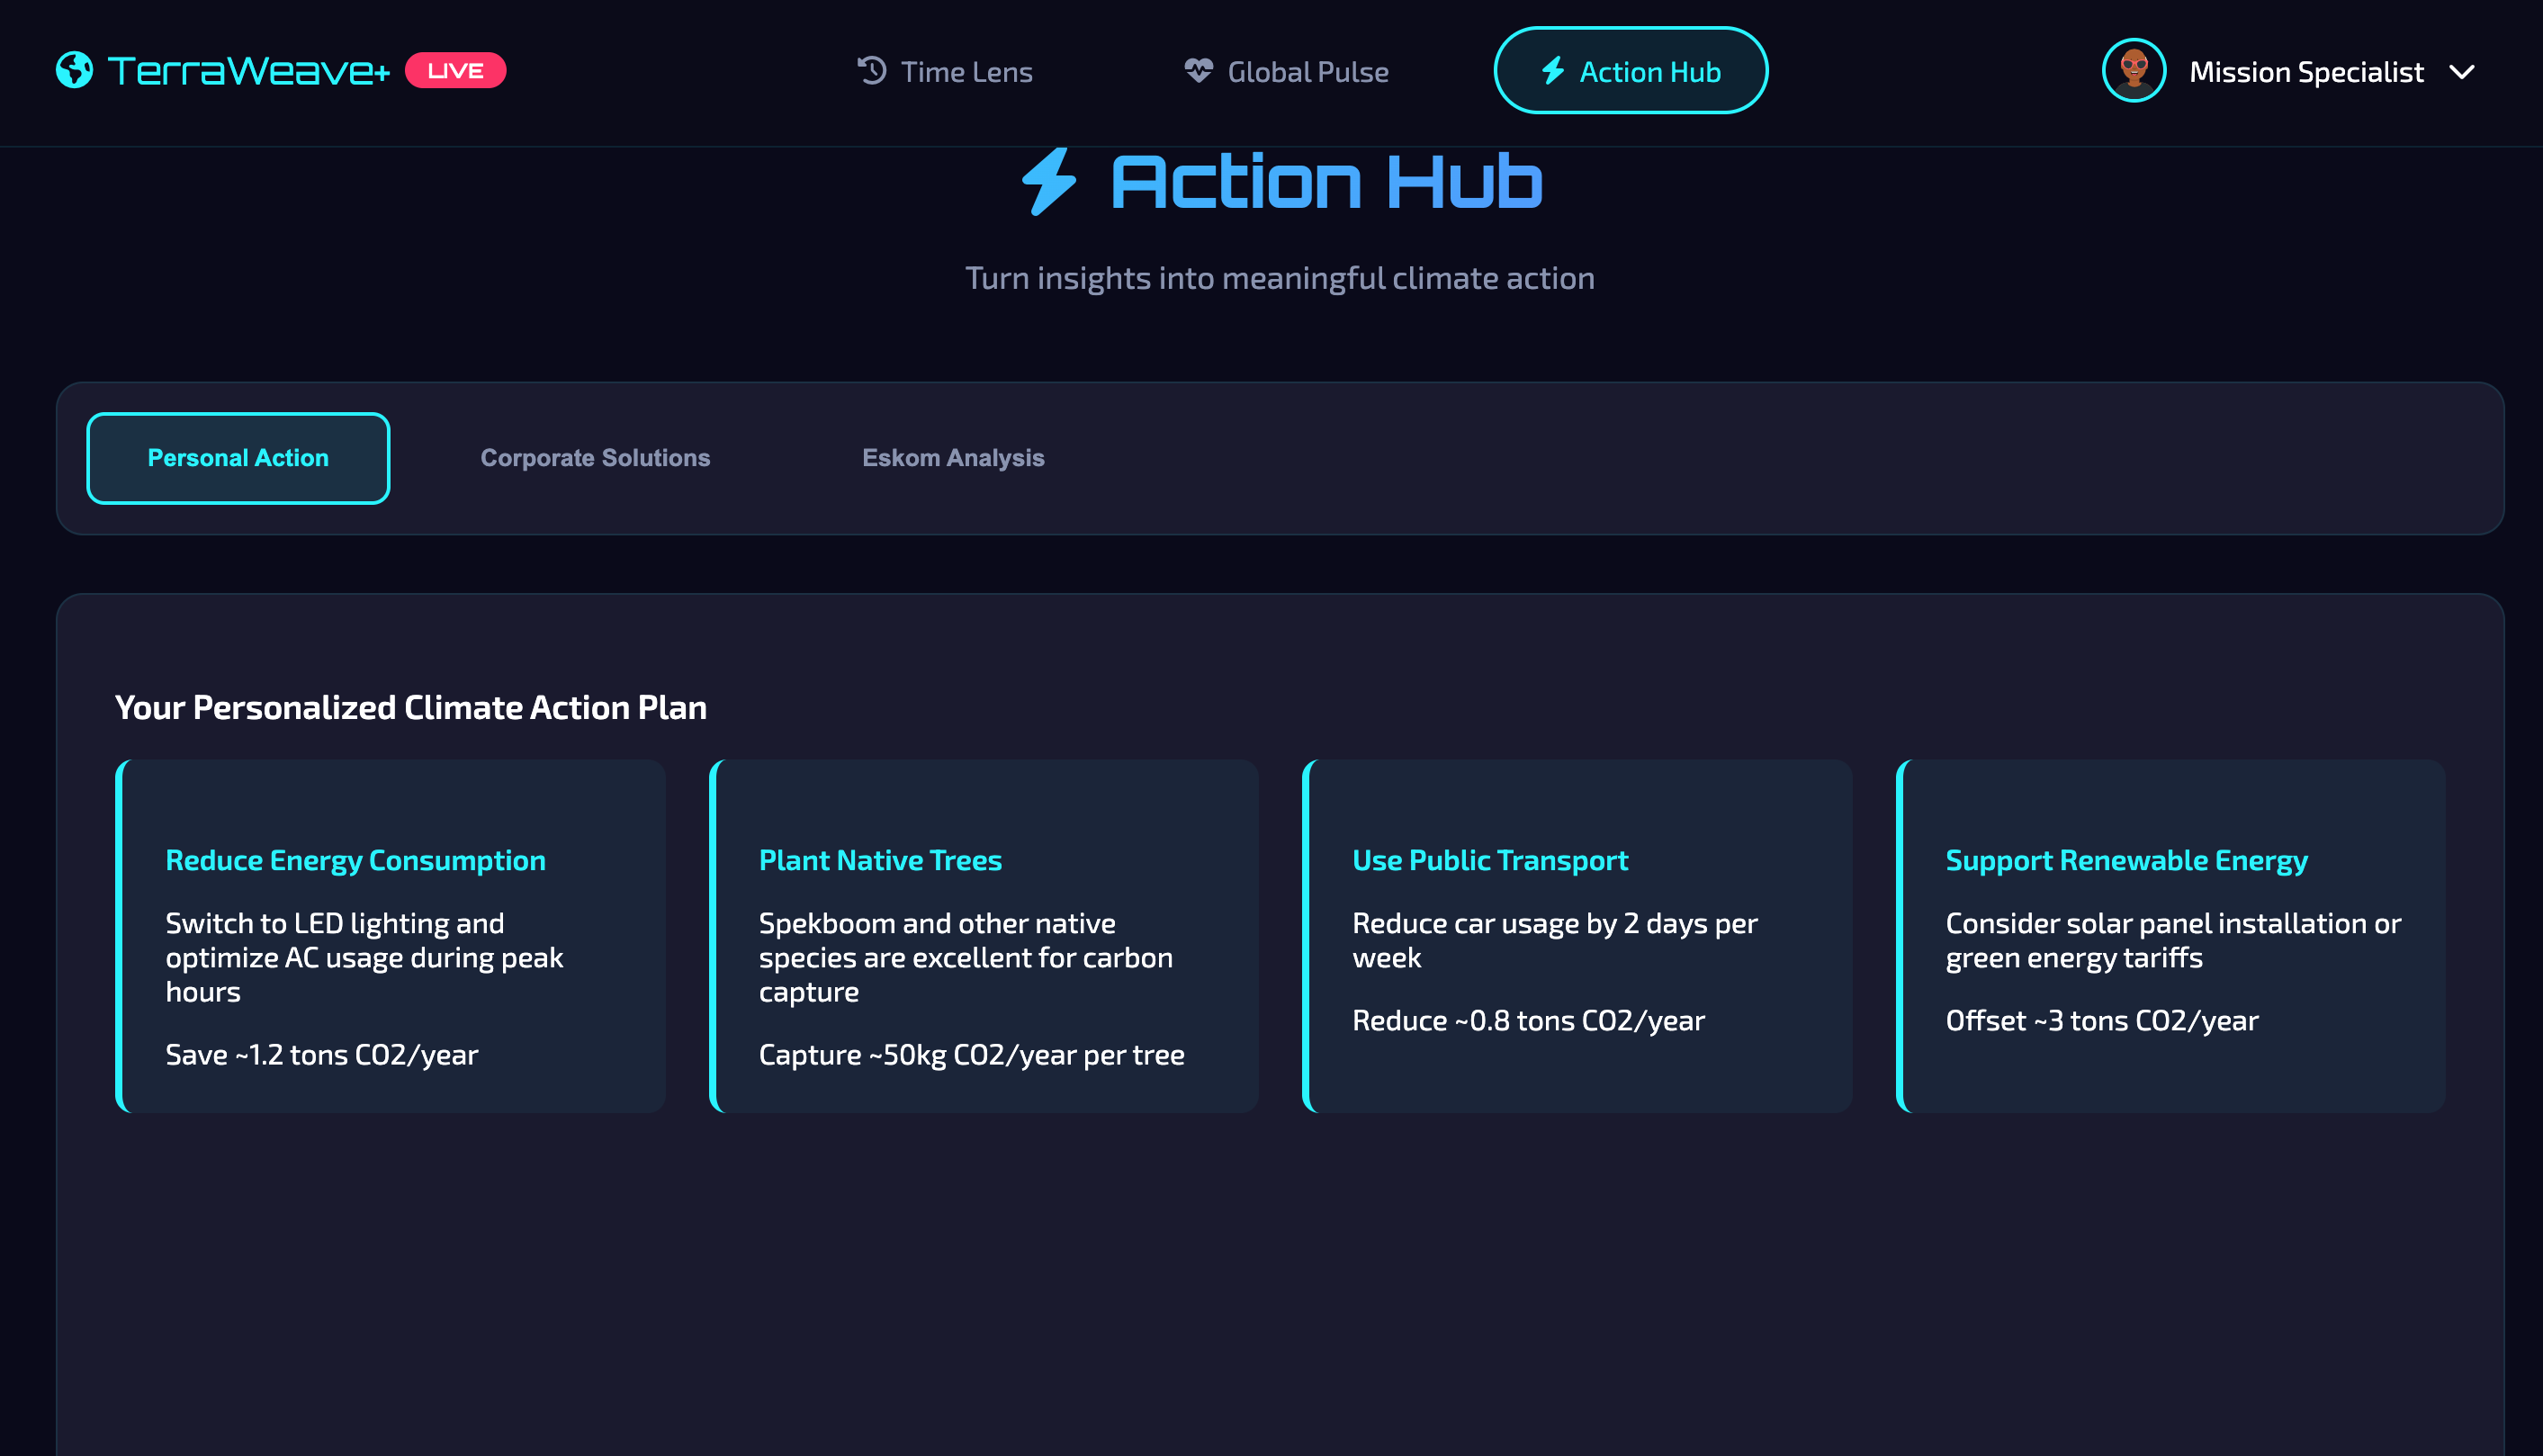 TerraWeave+ LIVE
Time Lens
Global Pulse
Action Hub
Mission Specialist
Action Hub
Turn insights into meaningful climate action
Personal Action
Corporate Solutions
Eskom Analysis
Your Personalized Climate Action Plan
Reduce Energy Consumption
Switch to LED lighting and
optimize AC usage during peak
hours
Save ~1.2 tons CO2/year
Plant Native Trees
Spekboom and other native
species are excellent for carbon
capture
Capture ~50kg CO2/year per tree
Use Public Transport
Reduce car usage by 2 days per
week
Reduce ~0.8 tons CO2/year
Support Renewable Energy
Consider solar panel installation or
green energy tariffs
Offset ~3 tons CO2/year